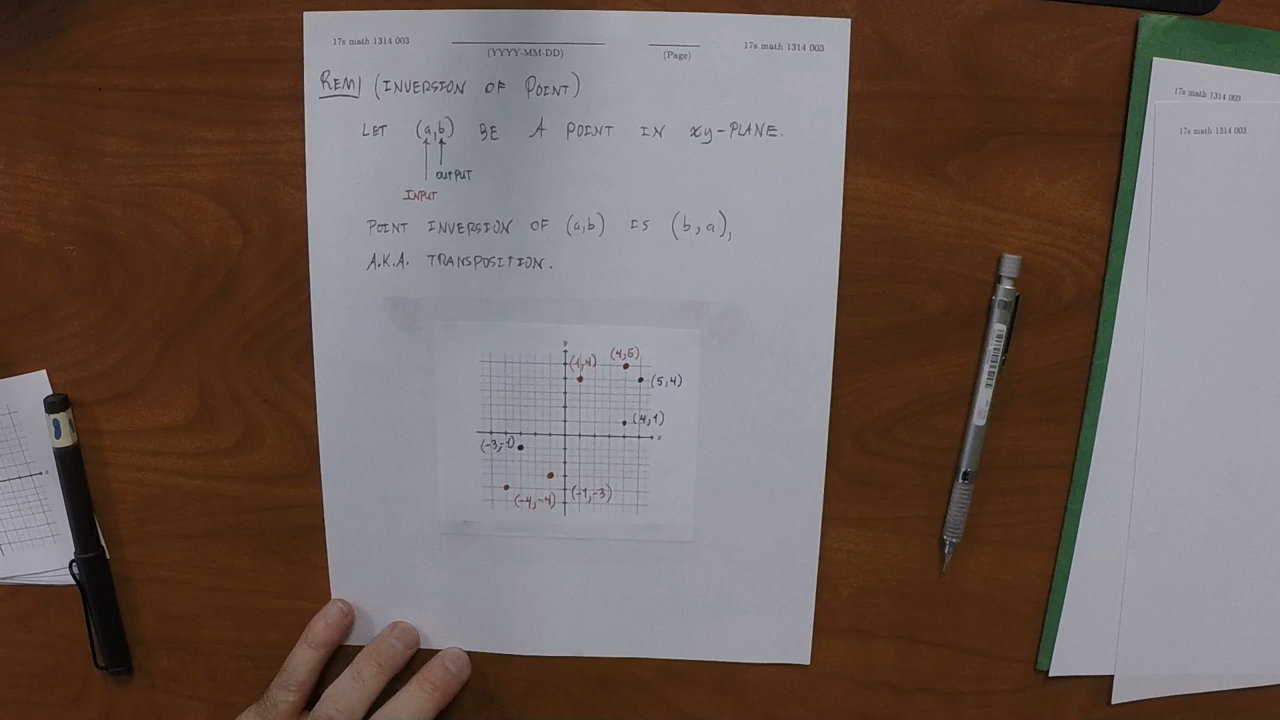 17s math 1314 003
(YYYY-MM-DD)
(Page)
17s math 1314 003
REM (INVERSION OF POINT)
LET (a,b) BE A POINT IN xy-PLANE.
OUTPUT
INPUT
POINT INVERSION OF (a,b) IS (b,a),
A.K.A. TRANSPOSITION.
y
(1,4)
(4,5)
(5,4)
(4,1)
x
(-3,-1)
(-4,-4)
(-1,-3)
17s math 1314 003
17s math 1314 003